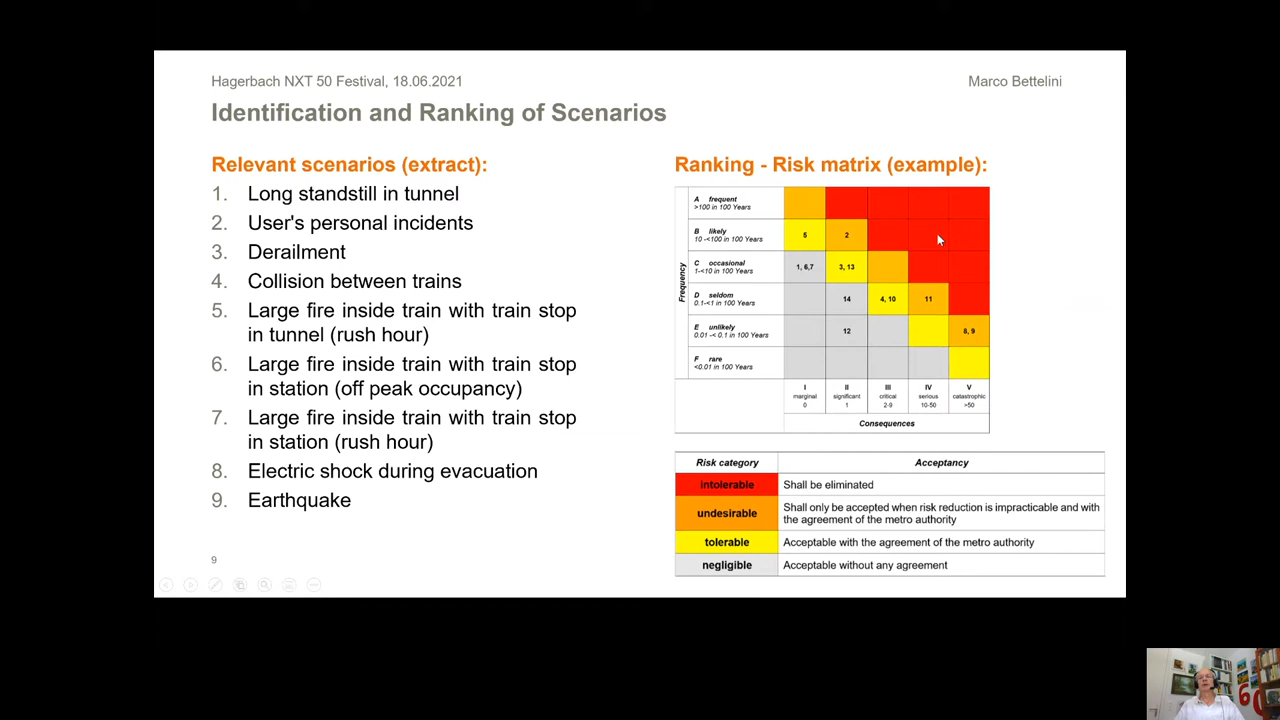 Hagerbach NXT 50 Festival, 18.06.2021
Marco Bettelini
Identification and Ranking of Scenarios
Relevant scenarios (extract):
1. Long standstill in tunnel
2. User's personal incidents
3. Derailment
4. Collision between trains
5. Large fire inside train with train stop
in tunnel (rush hour)
6. Large fire inside train with train stop
in station (off peak occupancy)
7. Large fire inside train with train stop
in station (rush hour)
8. Electric shock during evacuation
9. Earthquake
9
Ranking - Risk matrix (example):
Frequency
A frequent
>100 in 100 Years
B likely
10 -<100 in 100 Years
5 2
C occasional
1-<10 in 100 Years
1, 6,7 3, 13
D seldom
0.1-<1 in 100 Years
14 4, 10 11
E unlikely
0.01 -< 0.1 in 100 Years
12 8, 9
F rare
<0.01 in 100 Years
I II III IV V
marginal significant critical serious catastrophic
0 1 2-9 10-50 >50
Consequences
Risk category Acceptancy
intolerable Shall be eliminated
undesirable Shall only be accepted when risk reduction is impracticable and with
the agreement of the metro authority
tolerable Acceptable with the agreement of the metro authority
negligible Acceptable without any agreement
60